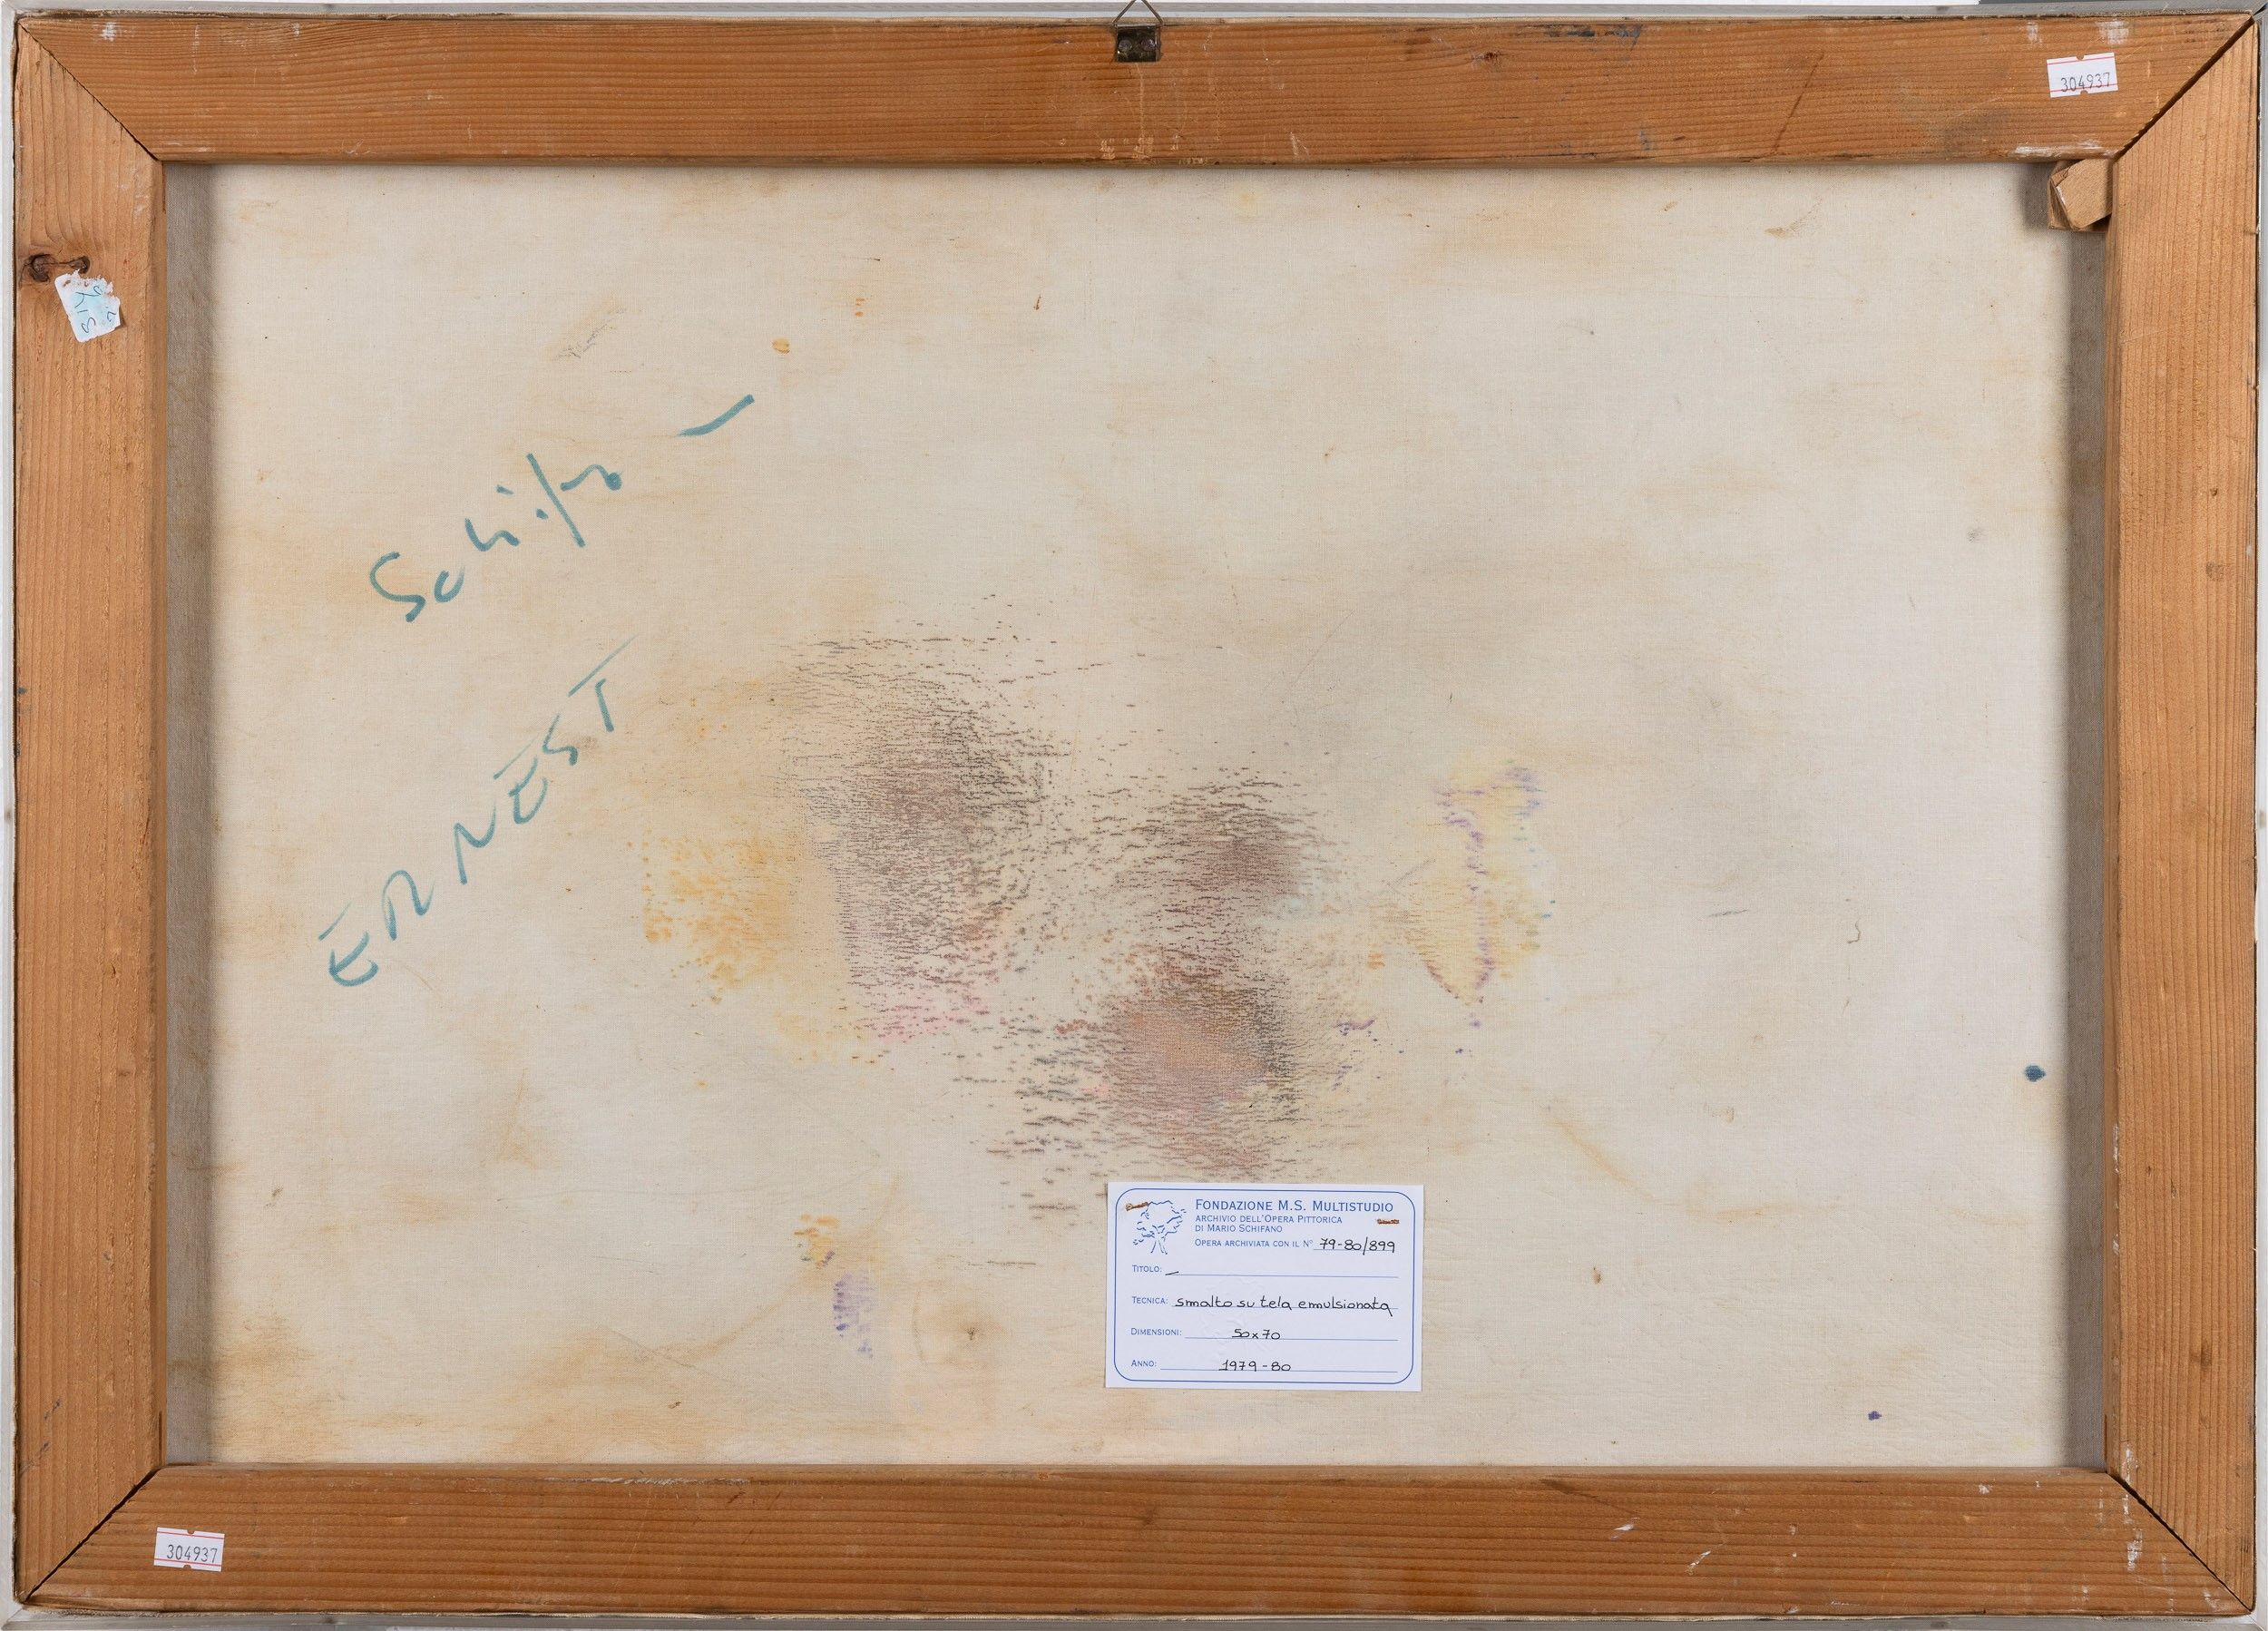 304937
Schifano
ERNEST
FONDAZIONE M.S. MULTISTUDIO
ARCHIVIO DELL'OPERA PITTORICA
DI MARIO SCHIFANO
OPERA ARCHIVIATA CON IL N° 79-80/899
TITOLO: —
TECNICA: smalto su tela emulsionata
DIMENSIONI: 50x70
ANNO: 1979-80
304937